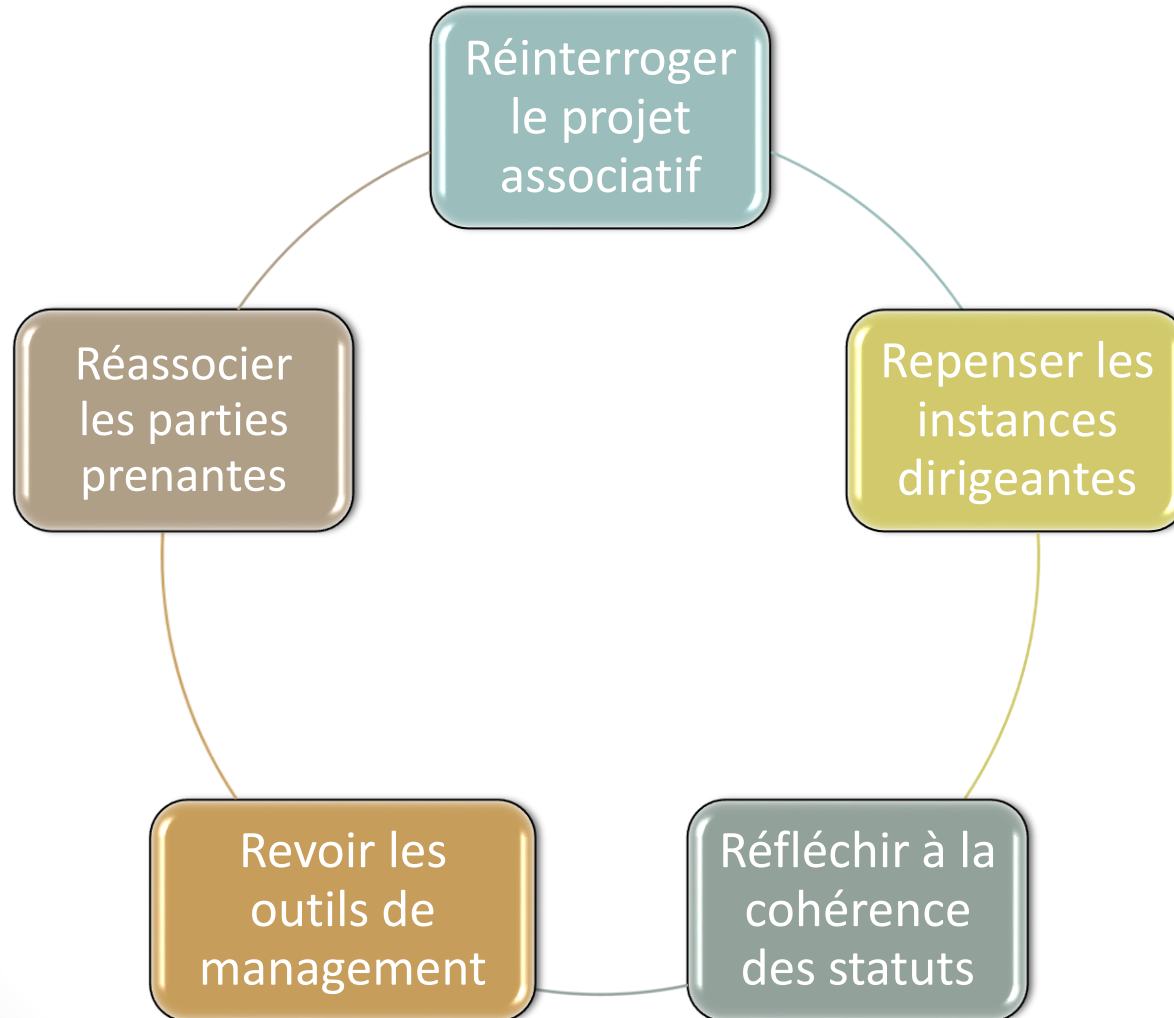 Réinterroger
le projet
associatif
Repenser les
instances
dirigeantes
Réfléchir à la
cohérence
des statuts
Revoir les
outils de
management
Réassocier
les parties
prenantes